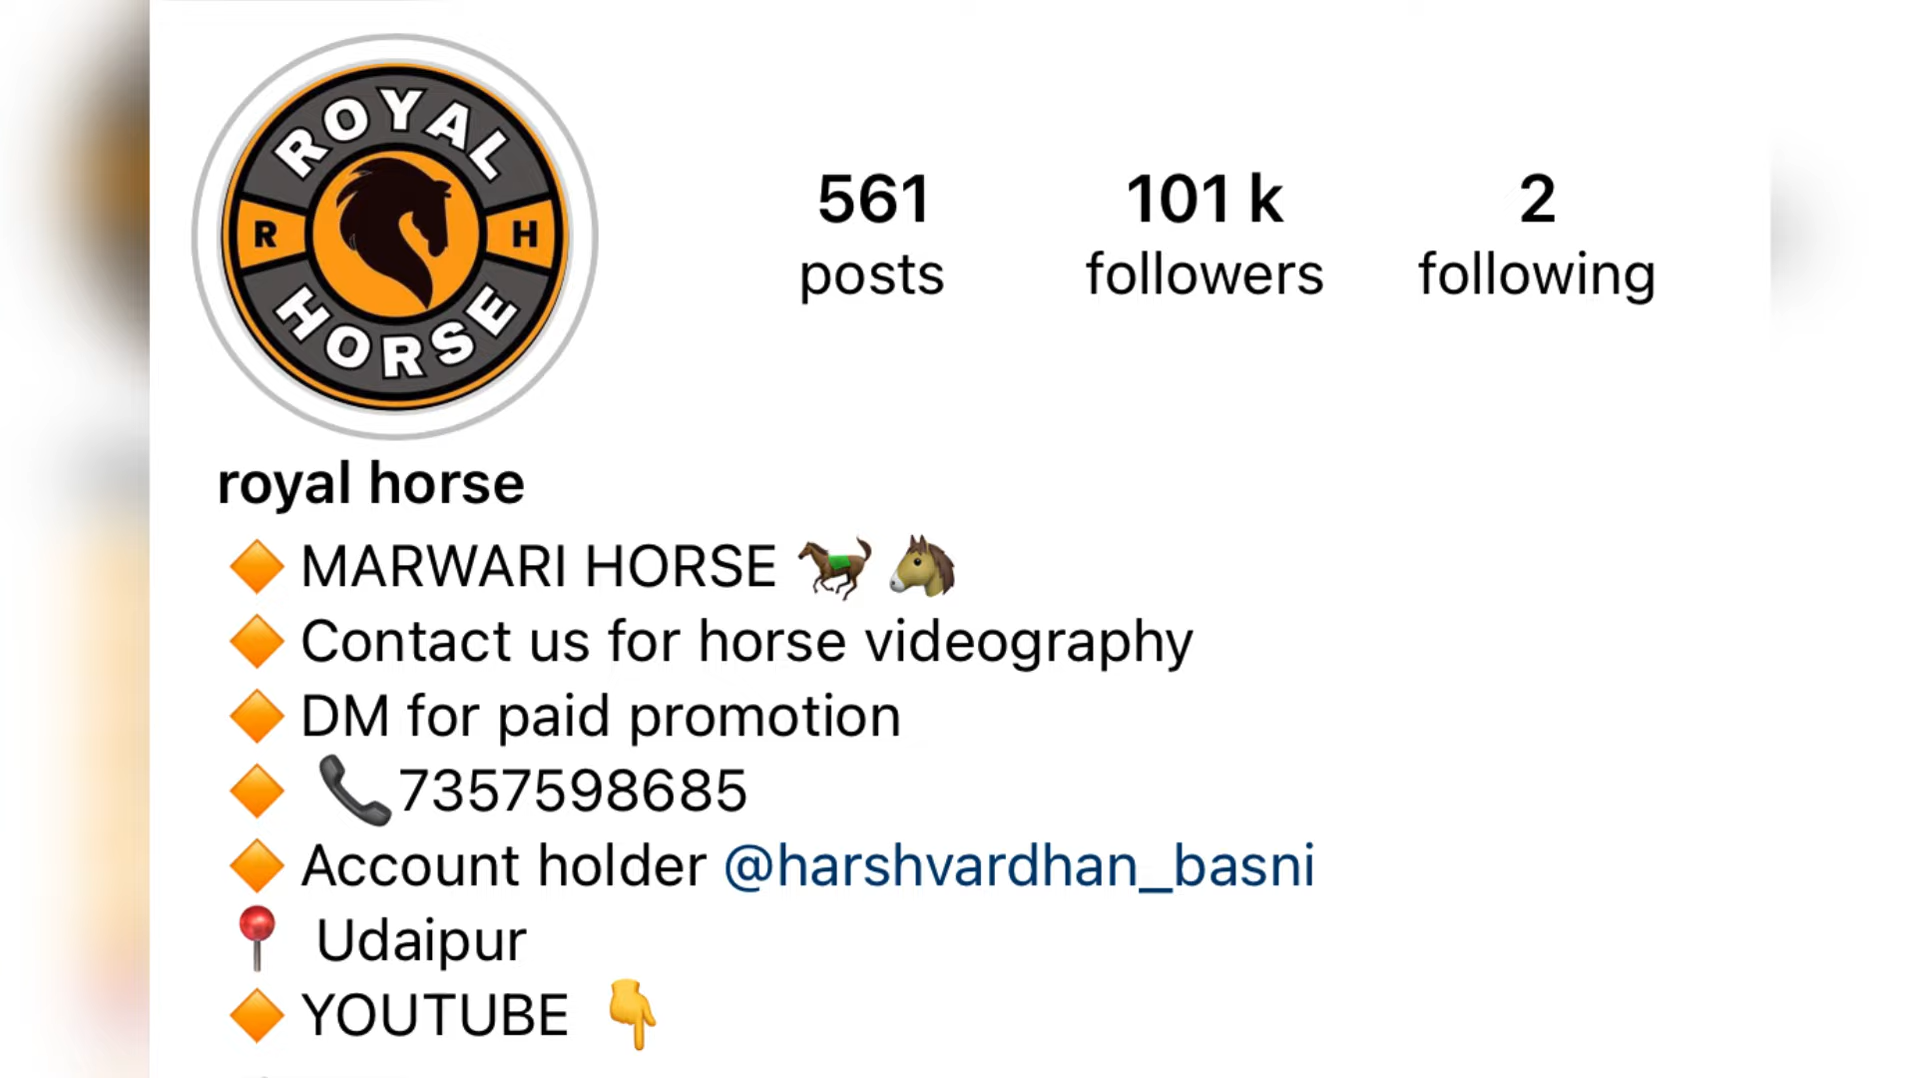 ROYAL
R H
HORSE
561 101 k 2
posts followers following
royal horse
🔶 MARWARI HORSE 🐎 🐴
🔶 Contact us for horse videography
🔶 DM for paid promotion
🔶 📞7357598685
🔶 Account holder @harshvardhan_basni
📍 Udaipur
🔶 YOUTUBE 👇